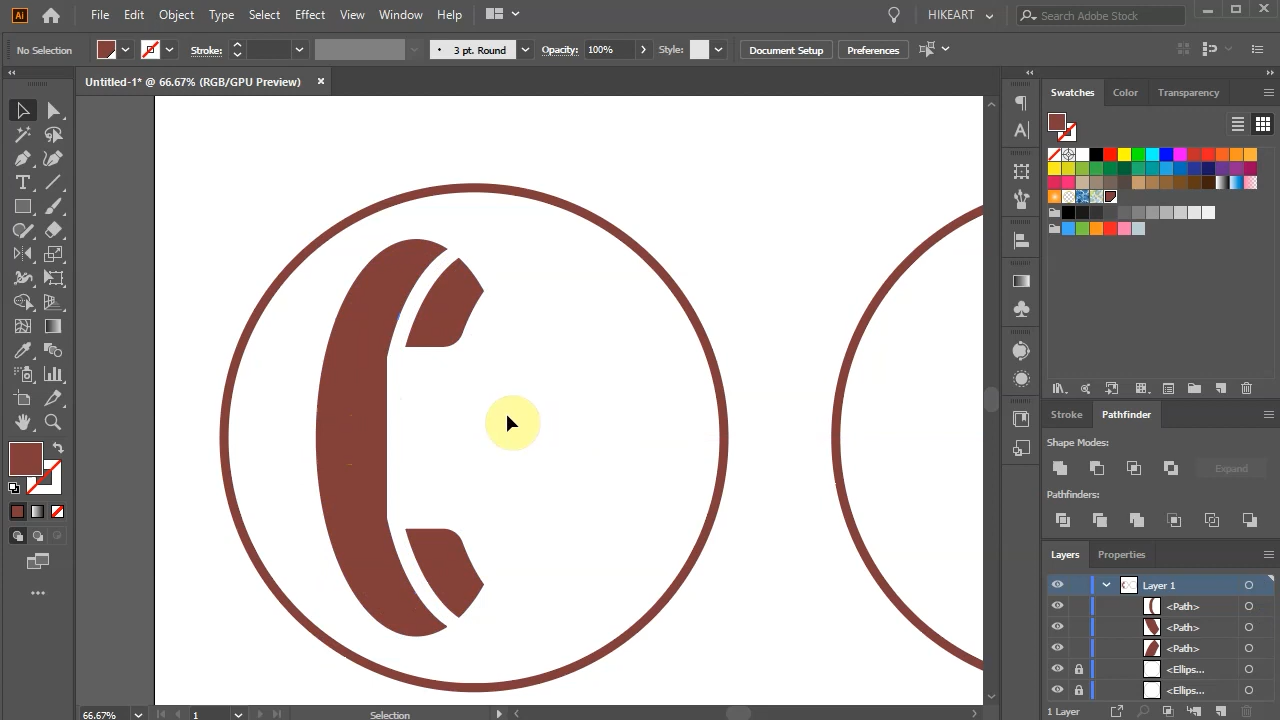 Ai File Edit Object Type Select Effect View Window Help HIKEART Search Adobe Stock
No Selection Stroke: 3 pt. Round Opacity: 100% Style: Document Setup Preferences
Untitled-1* @ 66.67% (RGB/GPU Preview) ×
Swatches Color Transparency
Stroke Pathfinder
Shape Modes:
Expand
Pathfinders:
Layers Properties
Layer 1
<Path>
<Path>
<Path>
<Ellips...
<Ellips...
66.67% 1 Selection 1 Layer